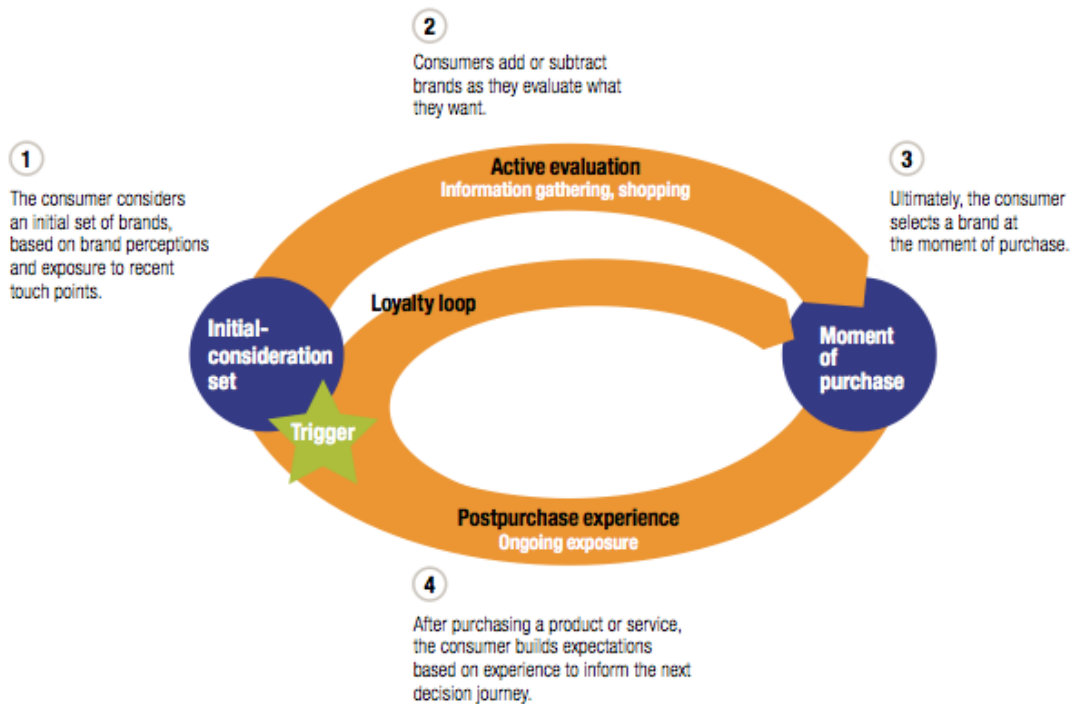 2
Consumers add or subtract
brands as they evaluate what
they want.
1
The consumer considers
an initial set of brands,
based on brand perceptions
and exposure to recent
touch points.
Active evaluation
Information gathering, shopping
3
Ultimately, the consumer
selects a brand at
the moment of purchase.
Loyalty loop
Initial-
consideration
set
Trigger
Moment
of
purchase
Postpurchase experience
Ongoing exposure
4
After purchasing a product or service,
the consumer builds expectations
based on experience to inform the next
decision journey.